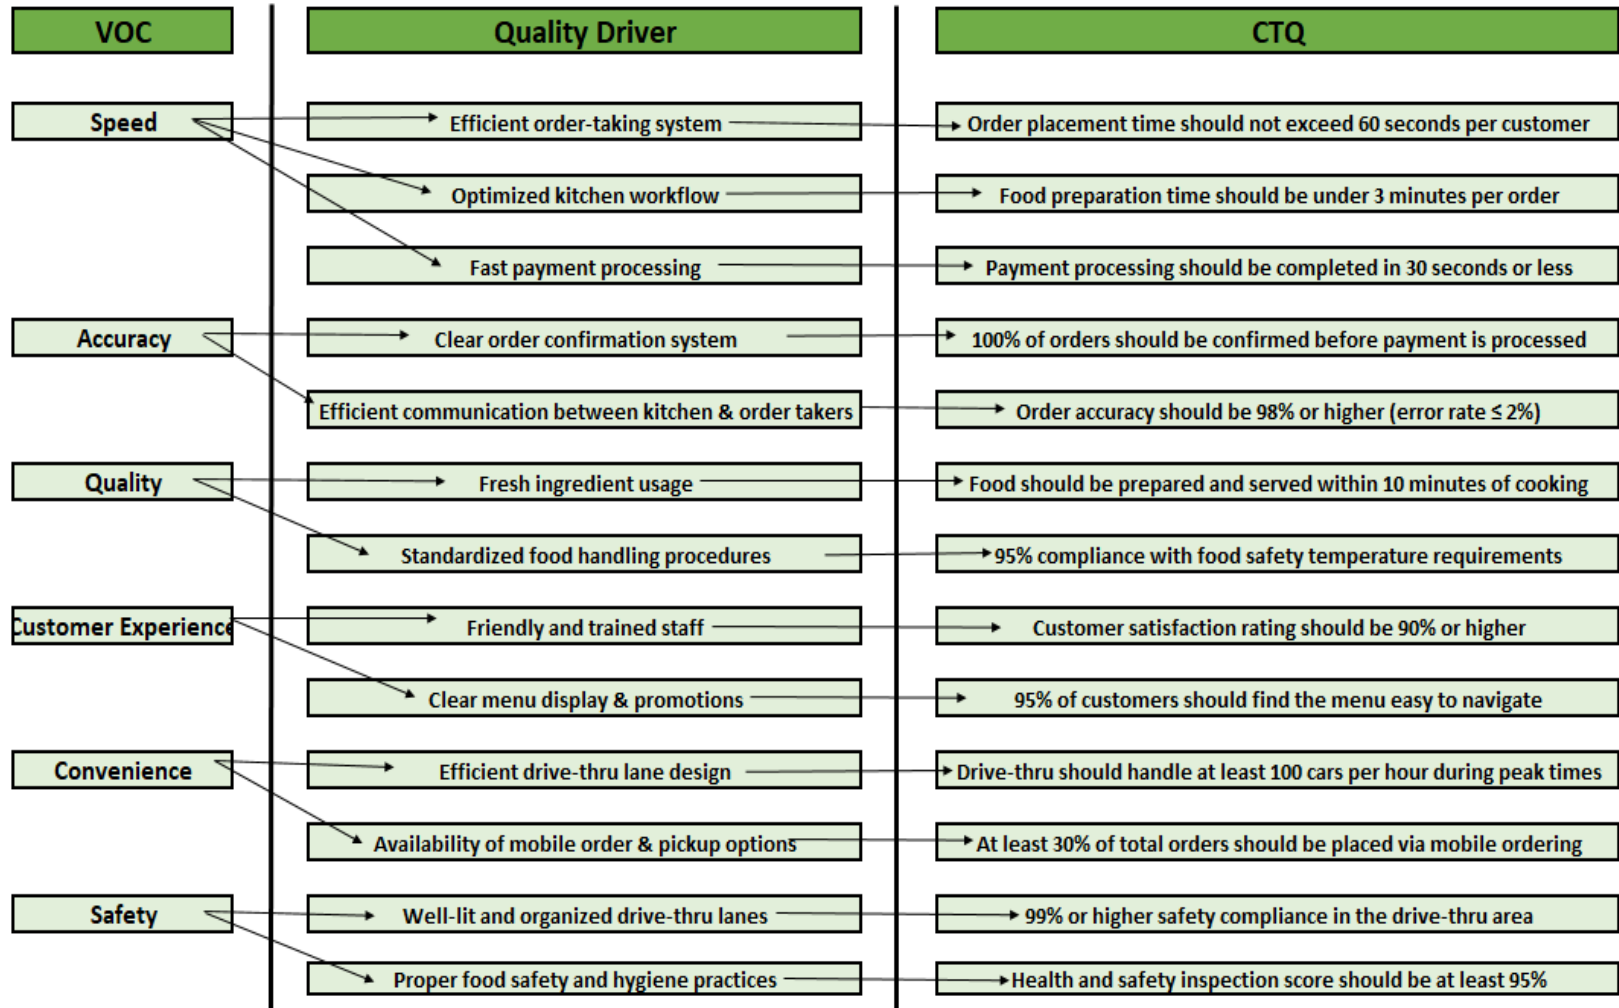 VOC
Quality Driver
CTQ
Speed
Efficient order-taking system
Order placement time should not exceed 60 seconds per customer
Optimized kitchen workflow
Food preparation time should be under 3 minutes per order
Fast payment processing
Payment processing should be completed in 30 seconds or less
Accuracy
Clear order confirmation system
100% of orders should be confirmed before payment is processed
Efficient communication between kitchen & order takers
Order accuracy should be 98% or higher (error rate ≤ 2%)
Quality
Fresh ingredient usage
Food should be prepared and served within 10 minutes of cooking
Standardized food handling procedures
95% compliance with food safety temperature requirements
Customer Experience
Friendly and trained staff
Customer satisfaction rating should be 90% or higher
Clear menu display & promotions
95% of customers should find the menu easy to navigate
Convenience
Efficient drive-thru lane design
Drive-thru should handle at least 100 cars per hour during peak times
Availability of mobile order & pickup options
At least 30% of total orders should be placed via mobile ordering
Safety
Well-lit and organized drive-thru lanes
99% or higher safety compliance in the drive-thru area
Proper food safety and hygiene practices
Health and safety inspection score should be at least 95%